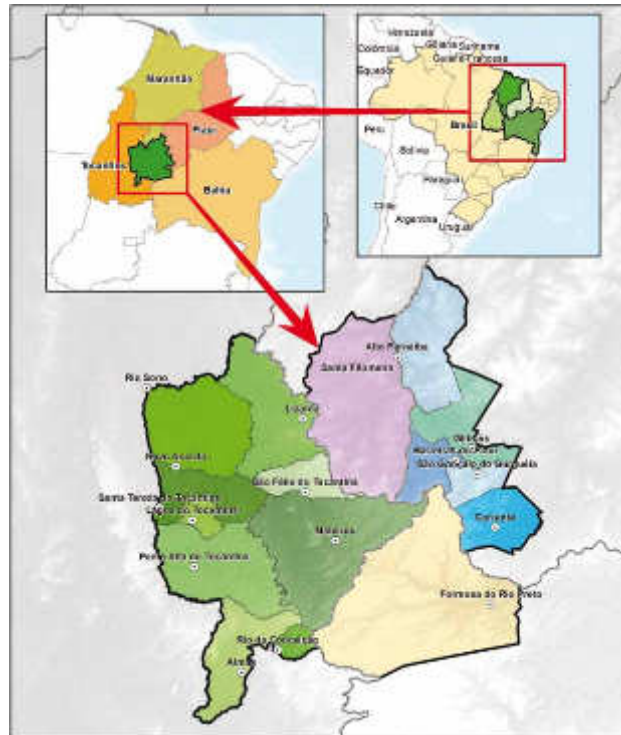 Maranhão
Piauí
Tocantins
Bahia
Venezuela
Colômbia
Guiana
Suriname
Guiana Francesa
Equador
Peru
Brasil
Bolívia
Paraguai
Chile
Argentina
Uruguai
Alto Parnaíba
Santa Filomena
Rio Sono
Lizarda
Gilbués
São Gonçalo do Gurguéia
Novo Acordo
São Félix do Tocantins
Santa Tereza do Tocantins
Lagoa do Tocantins
Corrente
Mateiros
Ponte Alta do Tocantins
Formosa do Rio Preto
Rio da Conceição
Almas